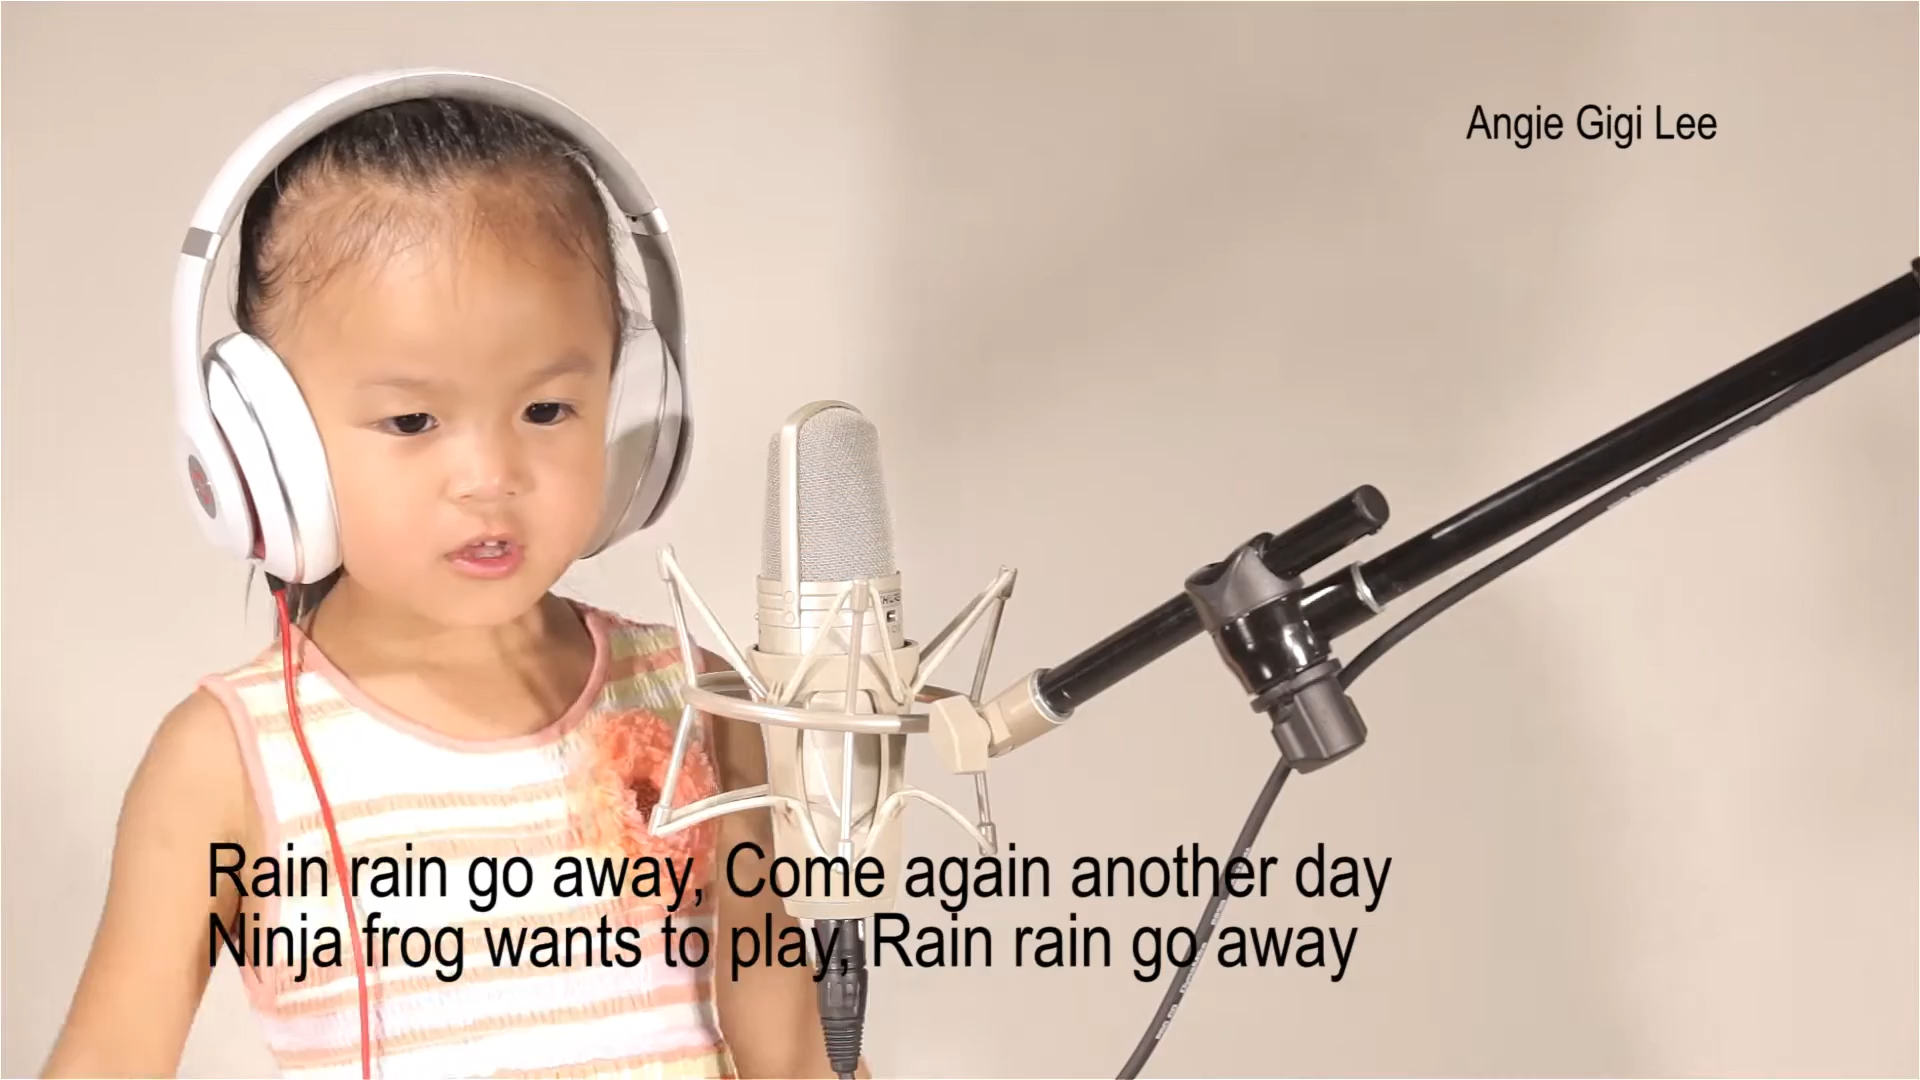 Angie Gigi Lee
Rain rain go away, Come again another day
Ninja frog wants to play, Rain rain go away